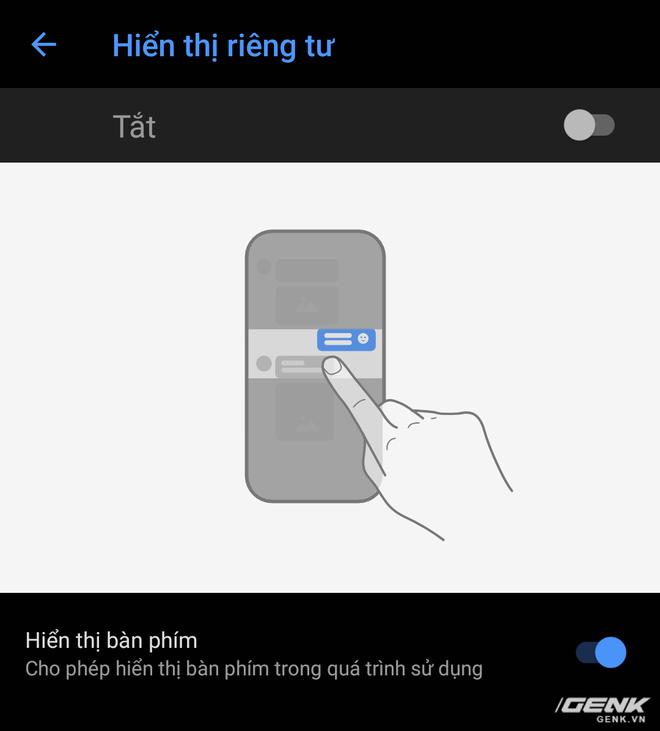 Hiển thị riêng tư
Tắt
Hiển thị bàn phím
Cho phép hiển thị bàn phím trong quá trình sử dụng
GENK
GENK.VN